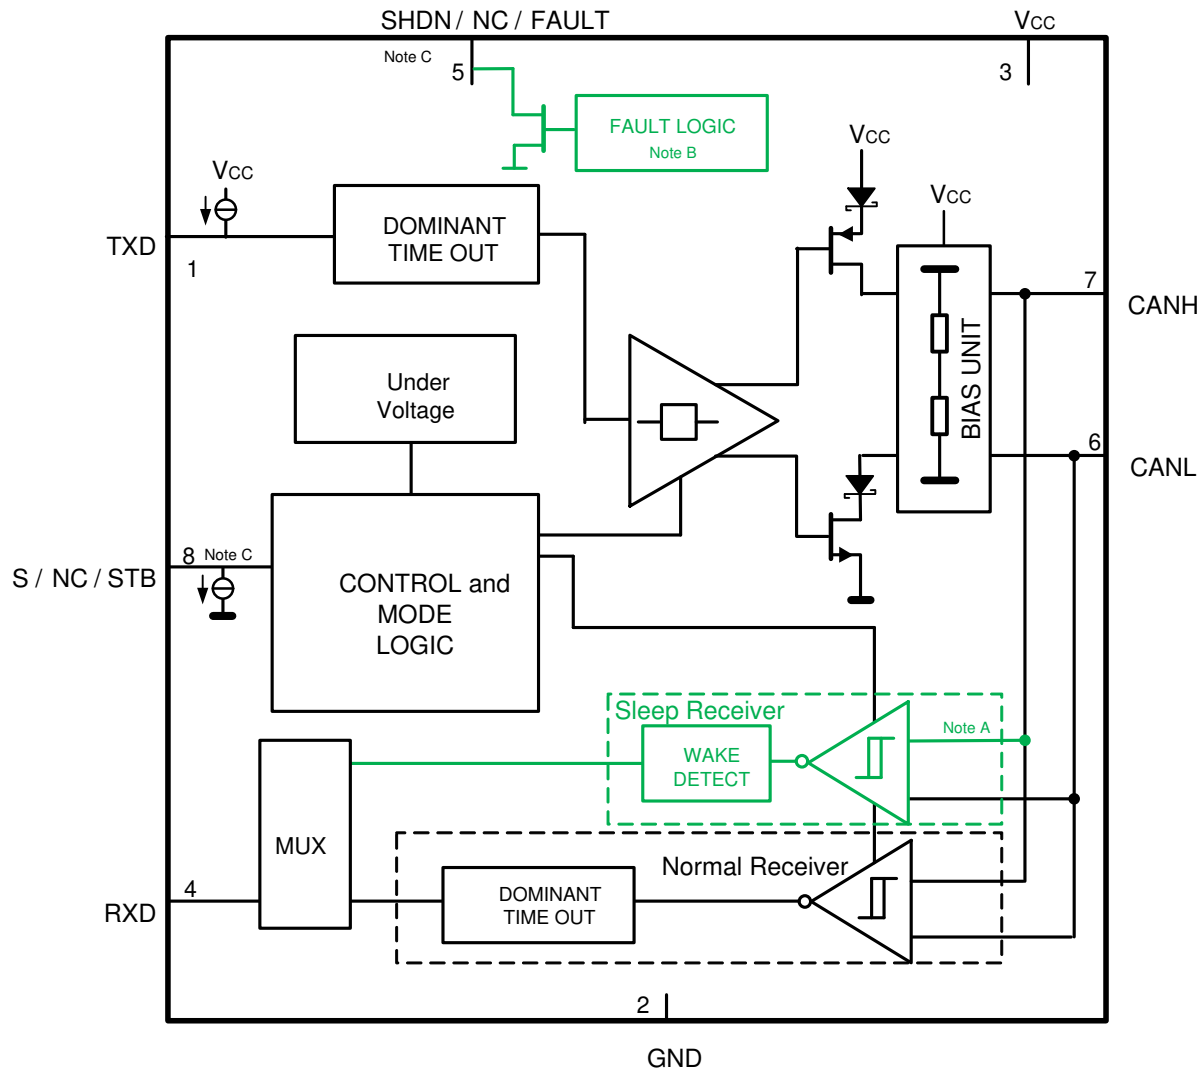 SHDN / NC / FAULT
VCC
Note C
5
3
FAULT LOGIC
Note B
VCC
VCC
VCC
TXD
1
DOMINANT
TIME OUT
7
CANH
BIAS UNIT
Under
Voltage
6
CANL
8
Note C
S / NC / STB
CONTROL and
MODE
LOGIC
Sleep Receiver
Note A
WAKE
DETECT
MUX
Normal Receiver
4
RXD
DOMINANT
TIME OUT
2
GND